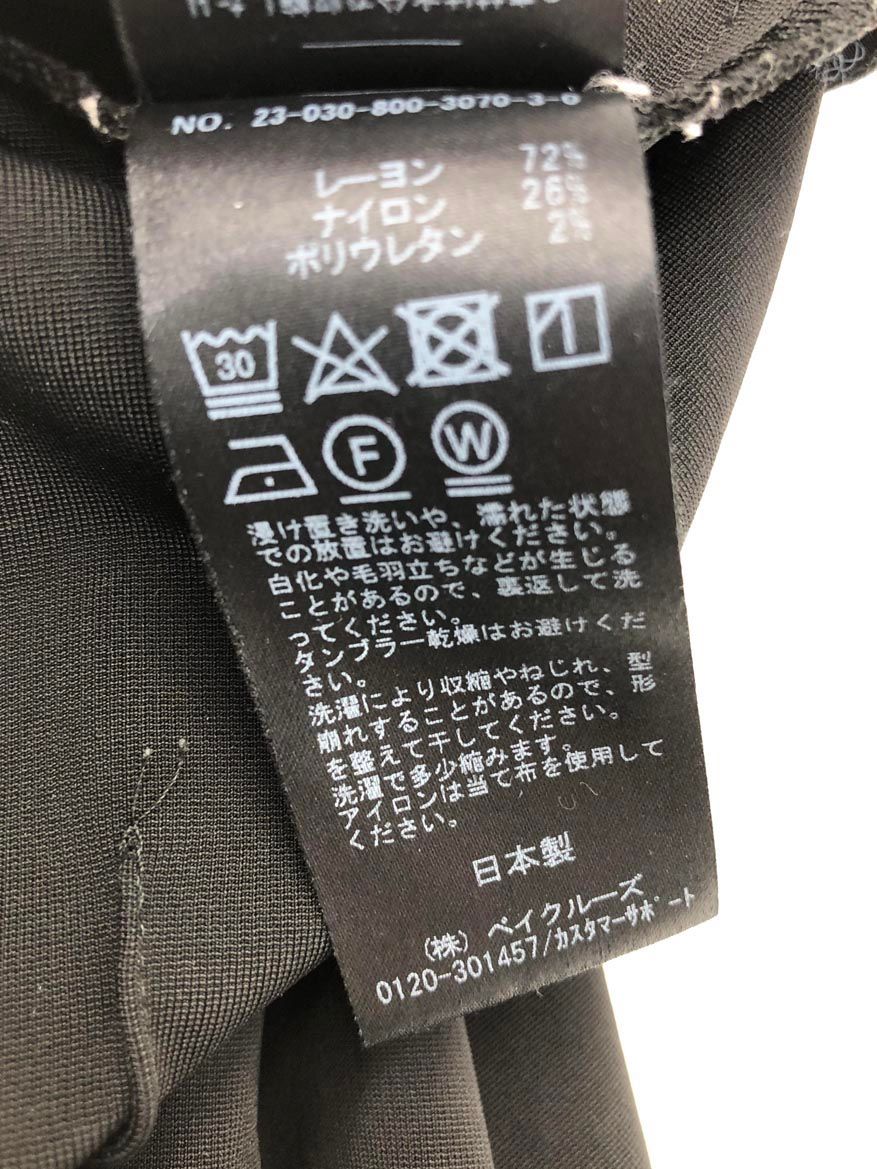 NO. 23-030-800-3070-3-0
レーヨン 72%
ナイロン 26%
ポリウレタン 2%
30
F
W
浸け置き洗いや、濡れた状態
での放置はお避けください。
白化や毛羽立ちなどが生じる
ことがあるので、裏返して洗
ってください。
タンブラー乾燥はお避けくだ
さい。
洗濯により収縮やねじれ、型
崩れすることがあるので、形
を整えて干してください。
洗濯で多少縮みます。
アイロンは当て布を使用して
ください。
日本製
(株) ベイクルーズ
0120-301457/カスタマーサポート